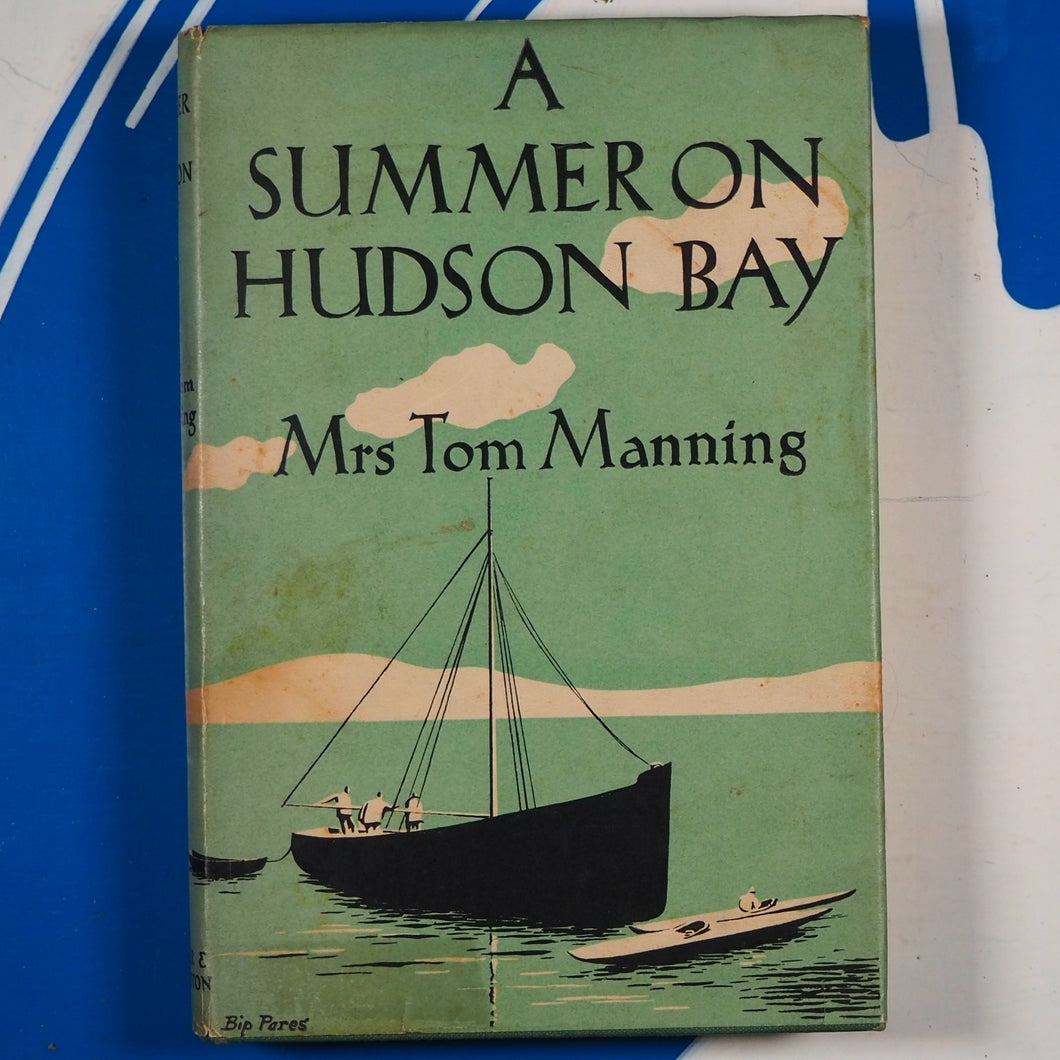 A
SUMMER ON
HUDSON BAY
Mrs Tom Manning
Bip Pares